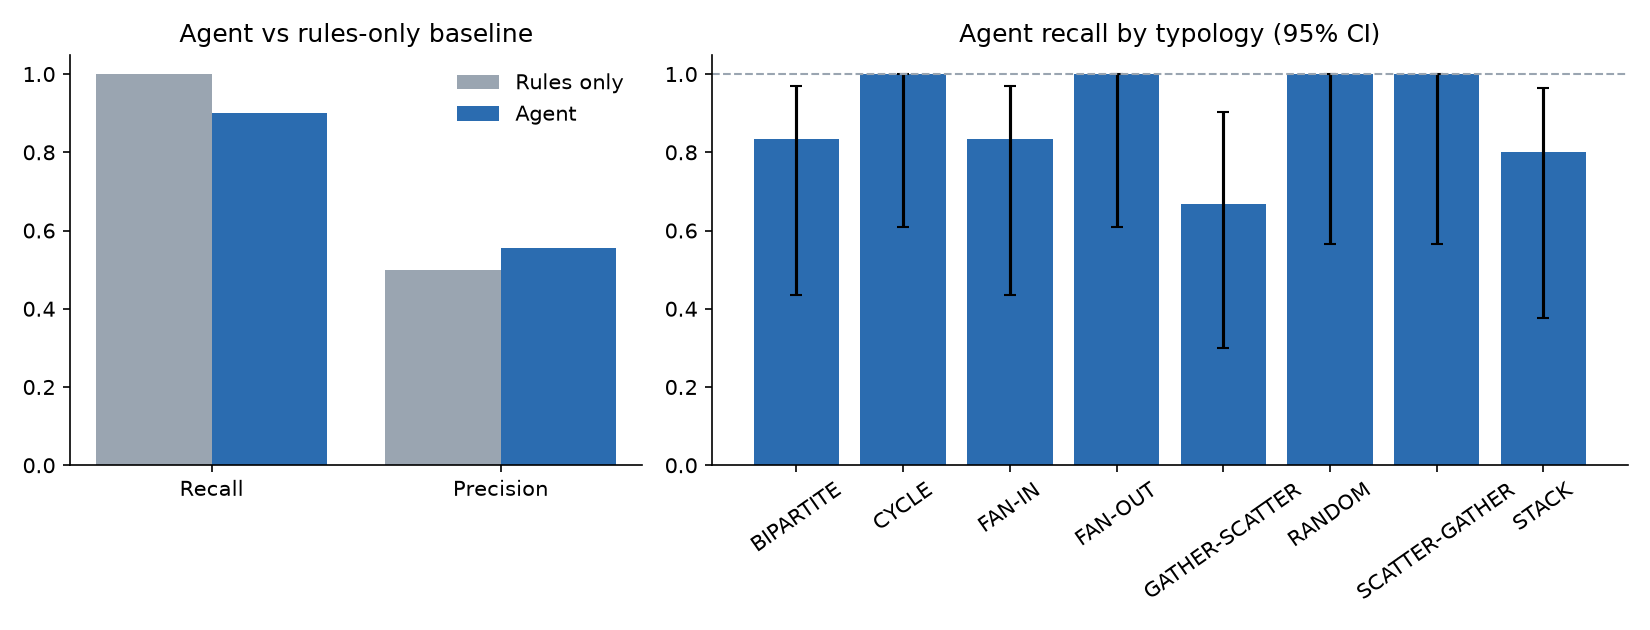 Agent vs rules-only baseline
1.0
0.8
0.6
0.4
0.2
0.0
Rules only
Agent
Recall
Precision
Agent recall by typology (95% CI)
1.0
0.8
0.6
0.4
0.2
0.0
BIPARTITE
CYCLE
FAN-IN
FAN-OUT
GATHER-SCATTER
RANDOM
SCATTER-GATHER
STACK